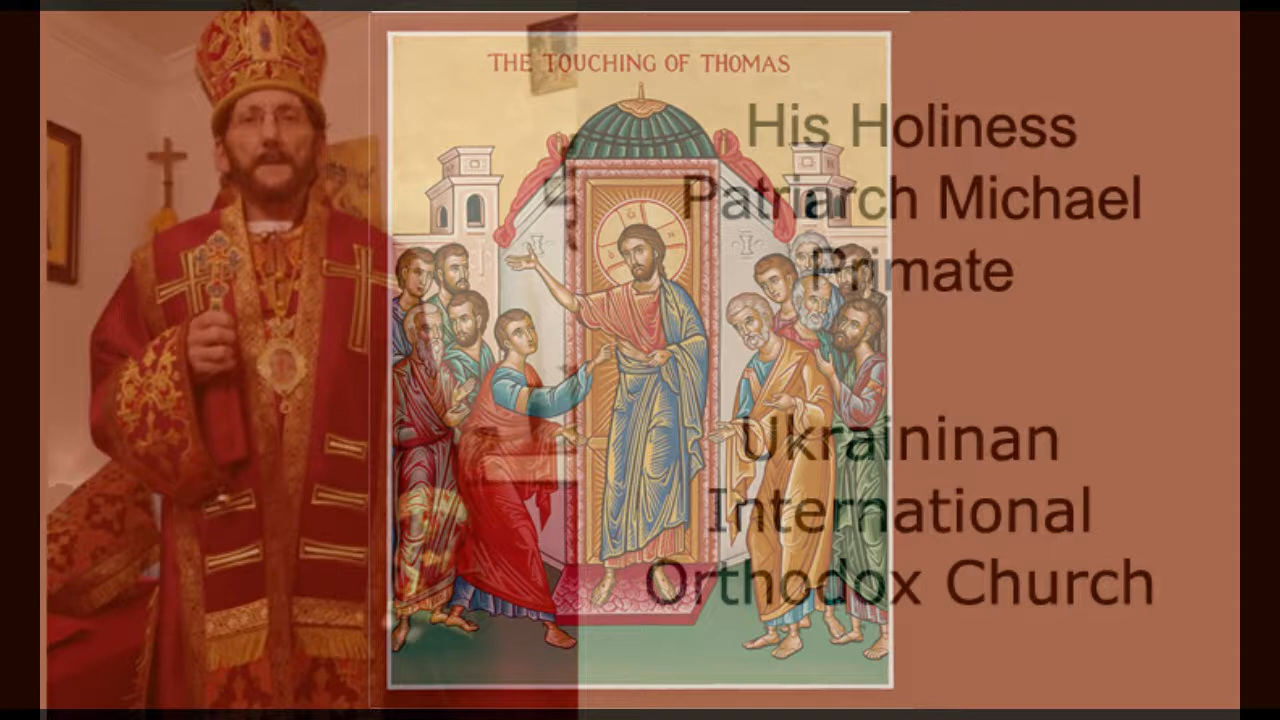 THE TOUCHING OF THOMAS
His Holiness
Patriarch Michael
Primate
Ukraininan
International
Orthodox Church